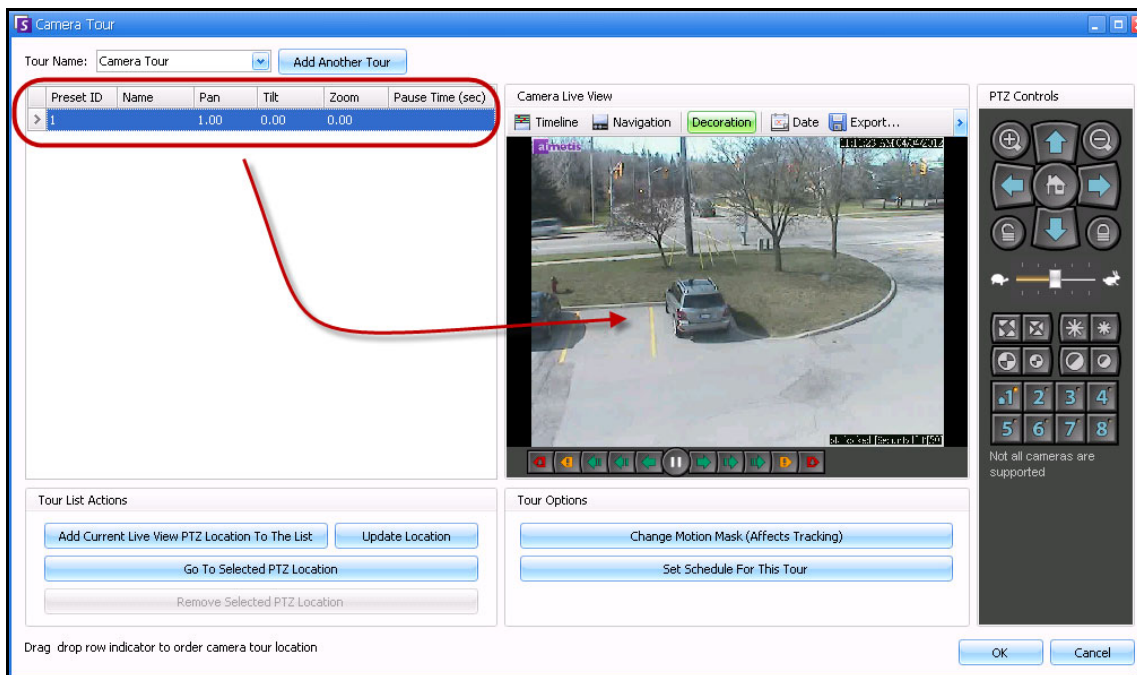 Camera Tour
Tour Name: Camera Tour Add Another Tour
Preset ID Name Pan Tilt Zoom Pause Time (sec)
1 1.00 0.00 0.00
Camera Live View
Timeline Navigation Decoration Date Export...
aimetis
PTZ Controls
1 2 3 4
5 6 7 8
Not all cameras are
supported
Tour List Actions
Add Current Live View PTZ Location To The List Update Location
Go To Selected PTZ Location
Remove Selected PTZ Location
Tour Options
Change Motion Mask (Affects Tracking)
Set Schedule For This Tour
Drag drop row indicator to order camera tour location
OK Cancel